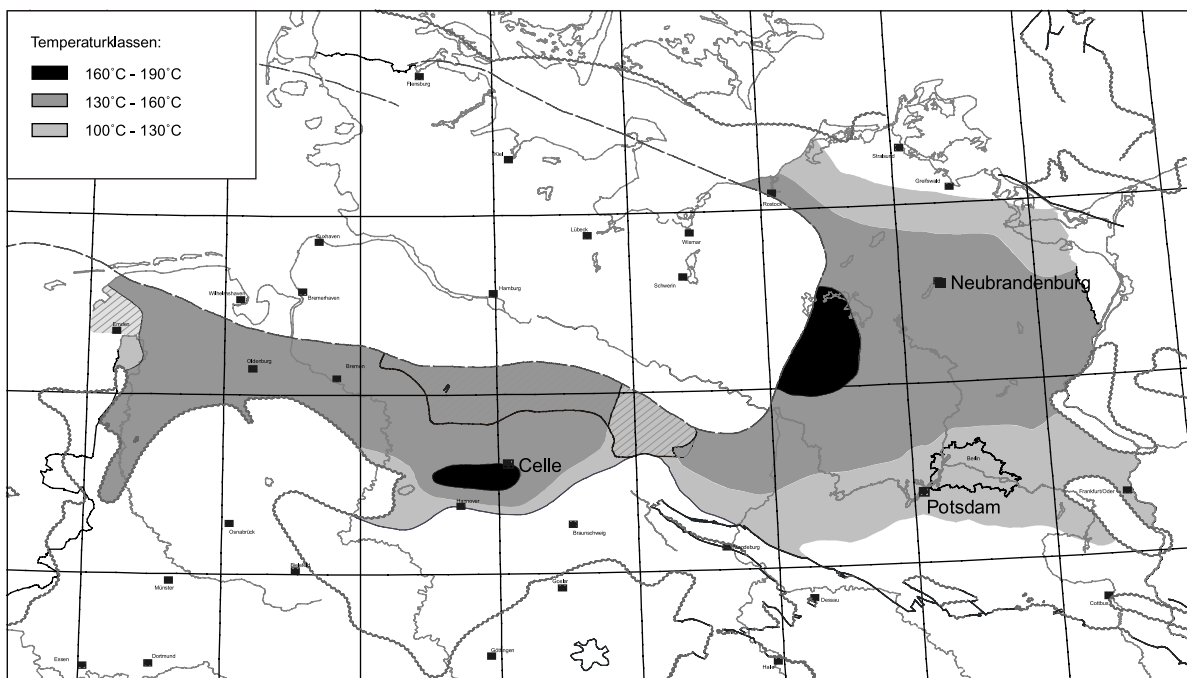 Temperaturklassen:
160°C - 190°C
130°C - 160°C
100°C - 130°C
Flensburg
Kiel
Stralsund
Greifswald
Rostock
Lübeck
Wismar
Cuxhaven
Schwerin
Neubrandenburg
Wilhelmshaven
Bremerhaven
Hamburg
Emden
Oldenburg
Bremen
Celle
Berlin
Potsdam
Frankfurt/Oder
Hannover
Osnabrück
Braunschweig
Magdeburg
Bielefeld
Münster
Goslar
Dessau
Cottbus
Göttingen
Essen
Dortmund
Halle